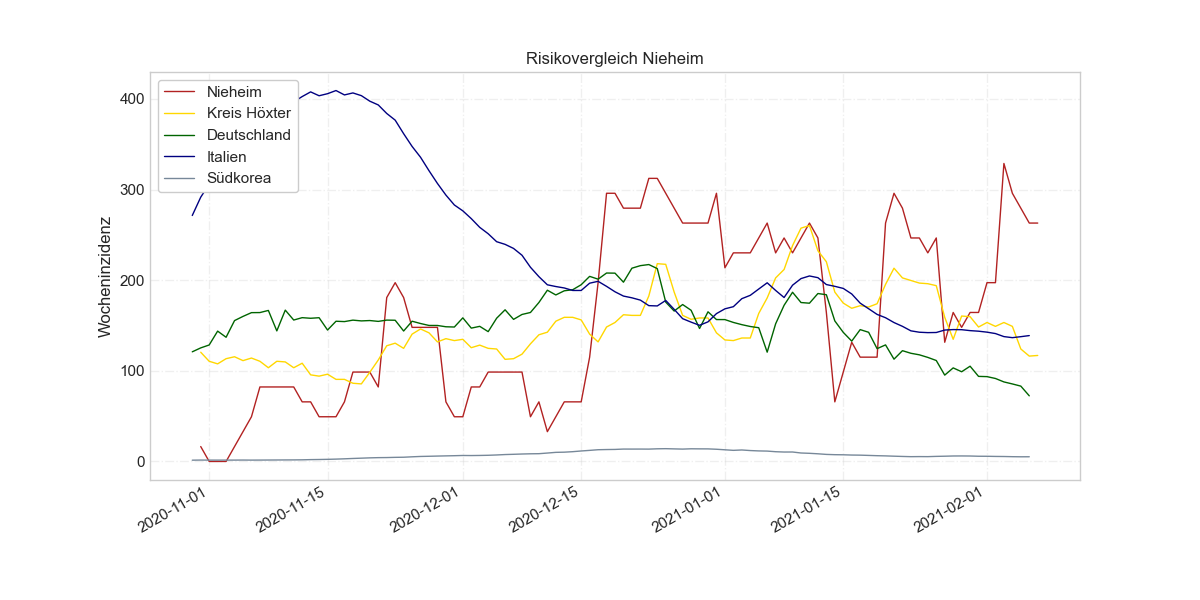 Risikovergleich Nieheim
Nieheim
Kreis Höxter
Deutschland
Italien
Südkorea
Wocheninzidenz
400
300
200
100
0
2020-11-01
2020-11-15
2020-12-01
2020-12-15
2021-01-01
2021-01-15
2021-02-01